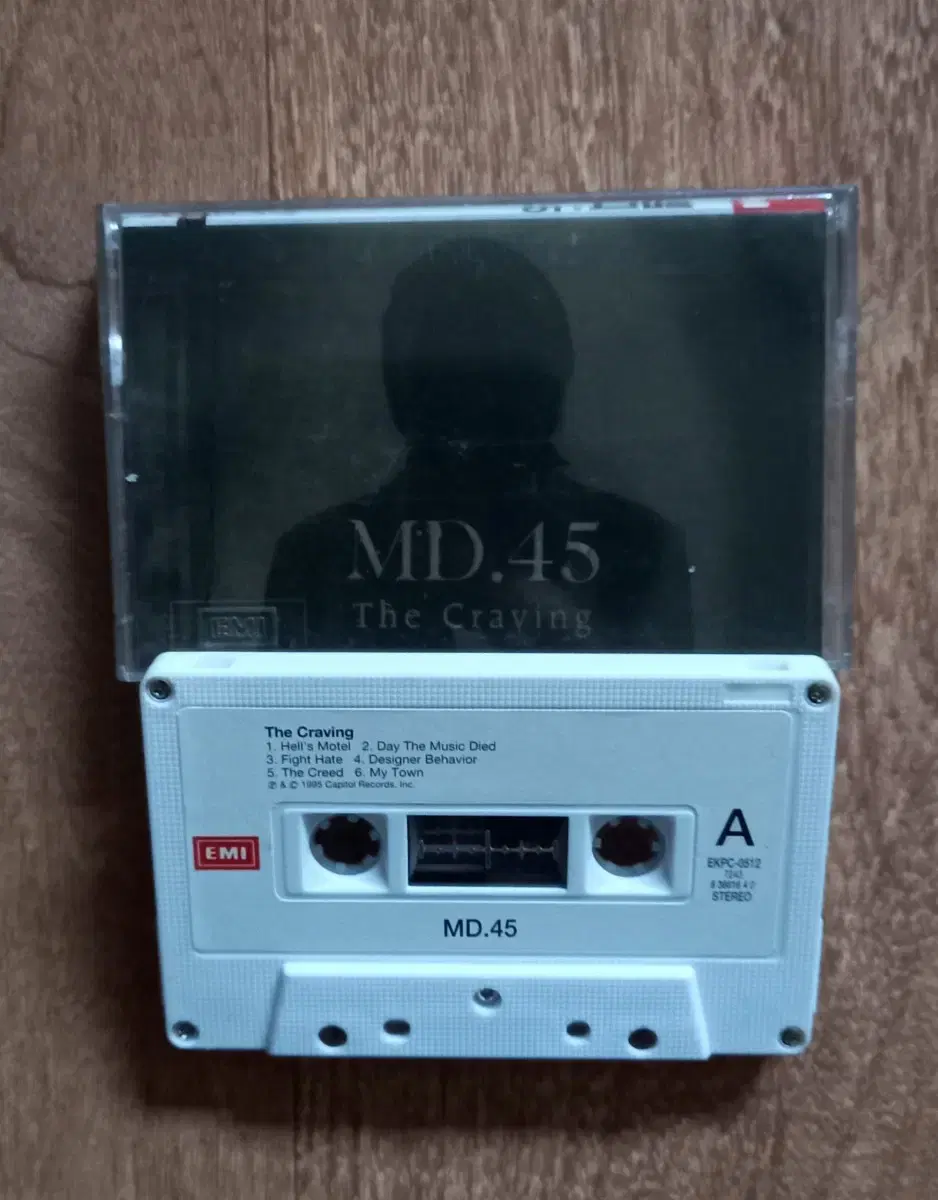 MD.45
The Craving
EMI
The Craving
1. Hell's Motel 2. Day The Music Died
3. Fight Hate 4. Designer Behavior
5. The Creed 6. My Town
℗ & © 1995 Capitol Records, Inc.
EMI
A
EKPC-0512
7243
STEREO
MD.45